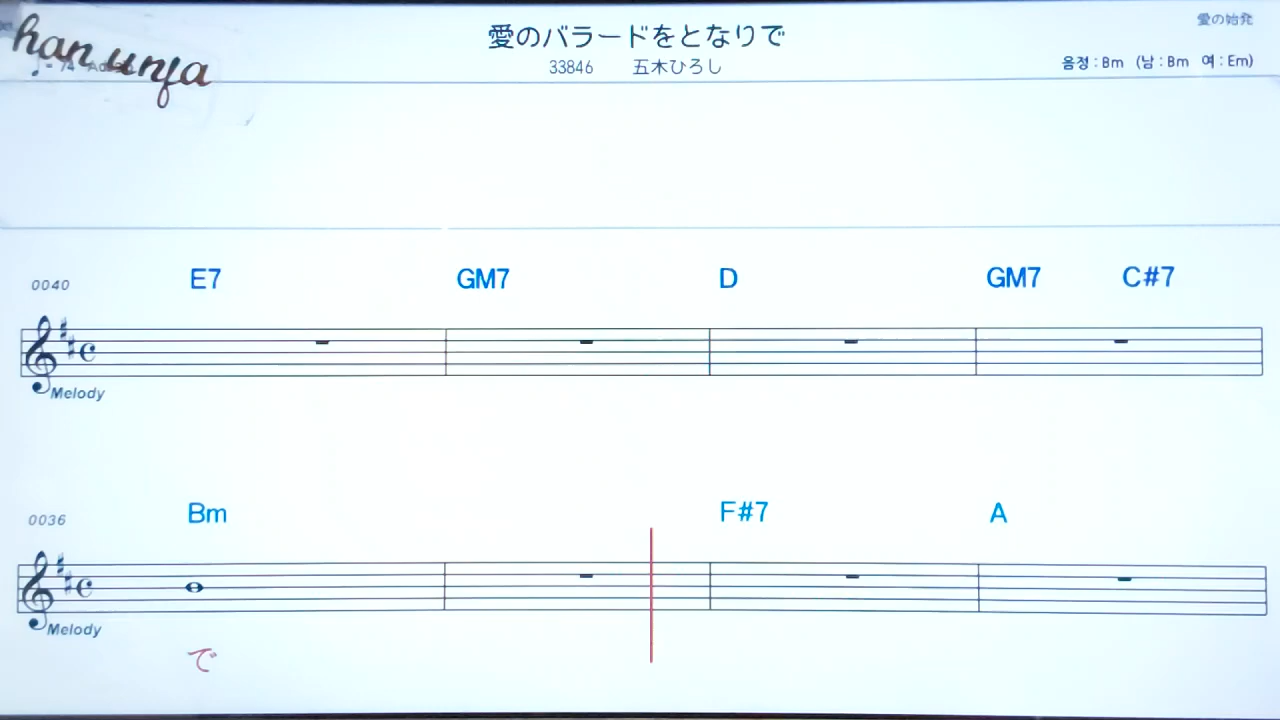 愛の始発
愛のバラードをとなりで
33846 五木ひろし
음정 : Bm (남 : Bm 여 : Em)
han unja
E7 GM7 D GM7 C#7
0040
Melody
Bm F#7 A
0036
Melody
で